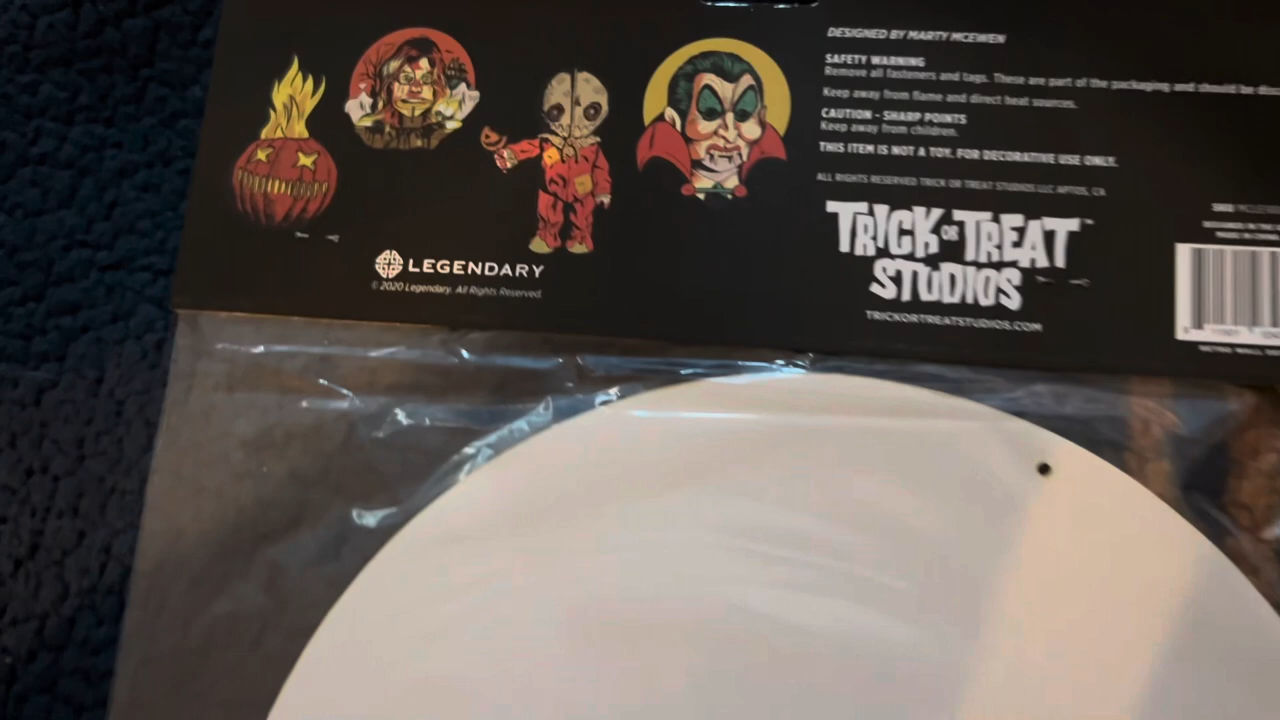 DESIGNED BY MARTY MCEWEN
SAFETY WARNING
Remove all fasteners and tags. These are part of the packaging and should be
Keep away from flame and direct heat sources.
CAUTION - SHARP POINTS
Keep away from children.
THIS ITEM IS NOT A TOY. FOR DECORATIVE USE ONLY.
ALL RIGHTS RESERVED TRICK OR TREAT STUDIOS LLC APTOS, CA
TRICK OR TREAT
STUDIOS
TRICKORTREATSTUDIOS.COM
LEGENDARY
© 2020 Legendary. All Rights Reserved.
SKU